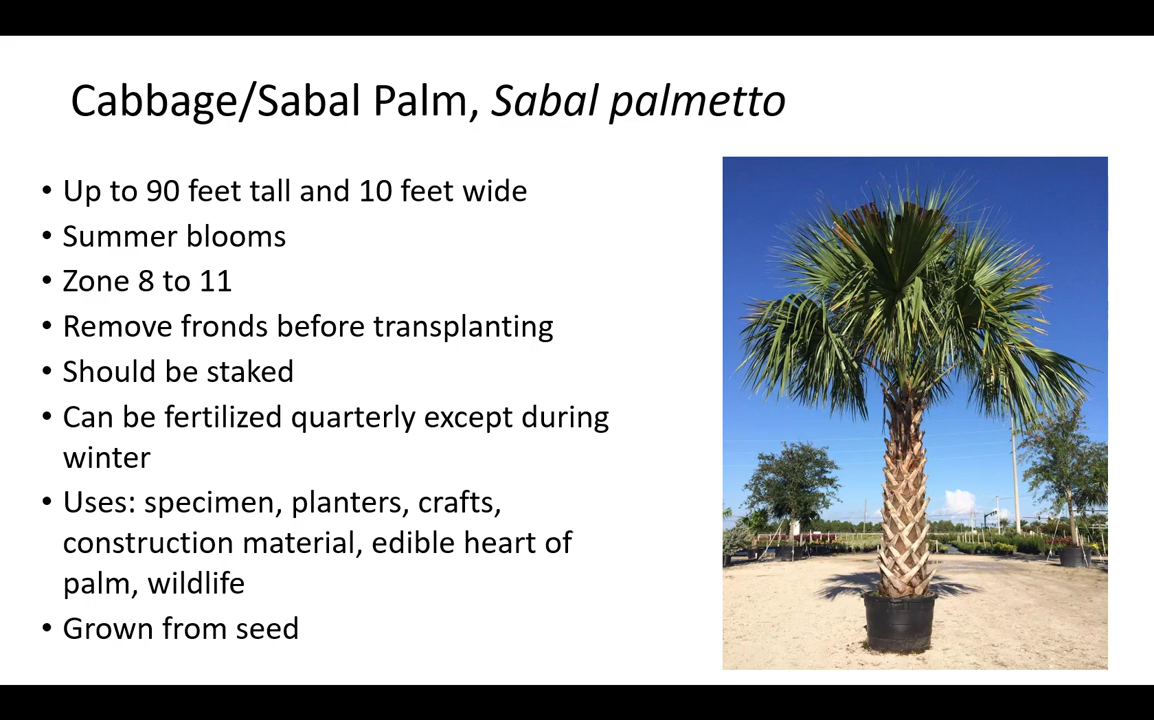 Cabbage/Sabal Palm, Sabal palmetto
• Up to 90 feet tall and 10 feet wide
• Summer blooms
• Zone 8 to 11
• Remove fronds before transplanting
• Should be staked
• Can be fertilized quarterly except during
winter
• Uses: specimen, planters, crafts,
construction material, edible heart of
palm, wildlife
• Grown from seed